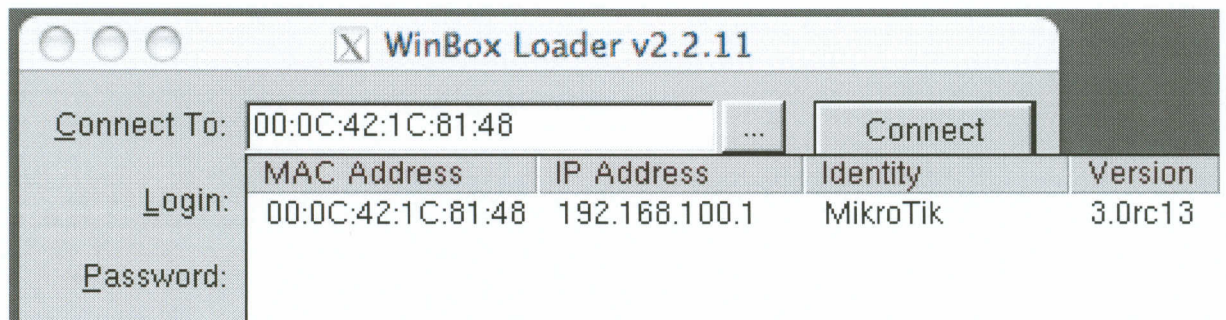 WinBox Loader v2.2.11
Connect To: 00:0C:42:1C:81:48 ... Connect
MAC Address IP Address Identity Version
Login: 00:0C:42:1C:81:48 192.168.100.1 MikroTik 3.0rc13
Password: